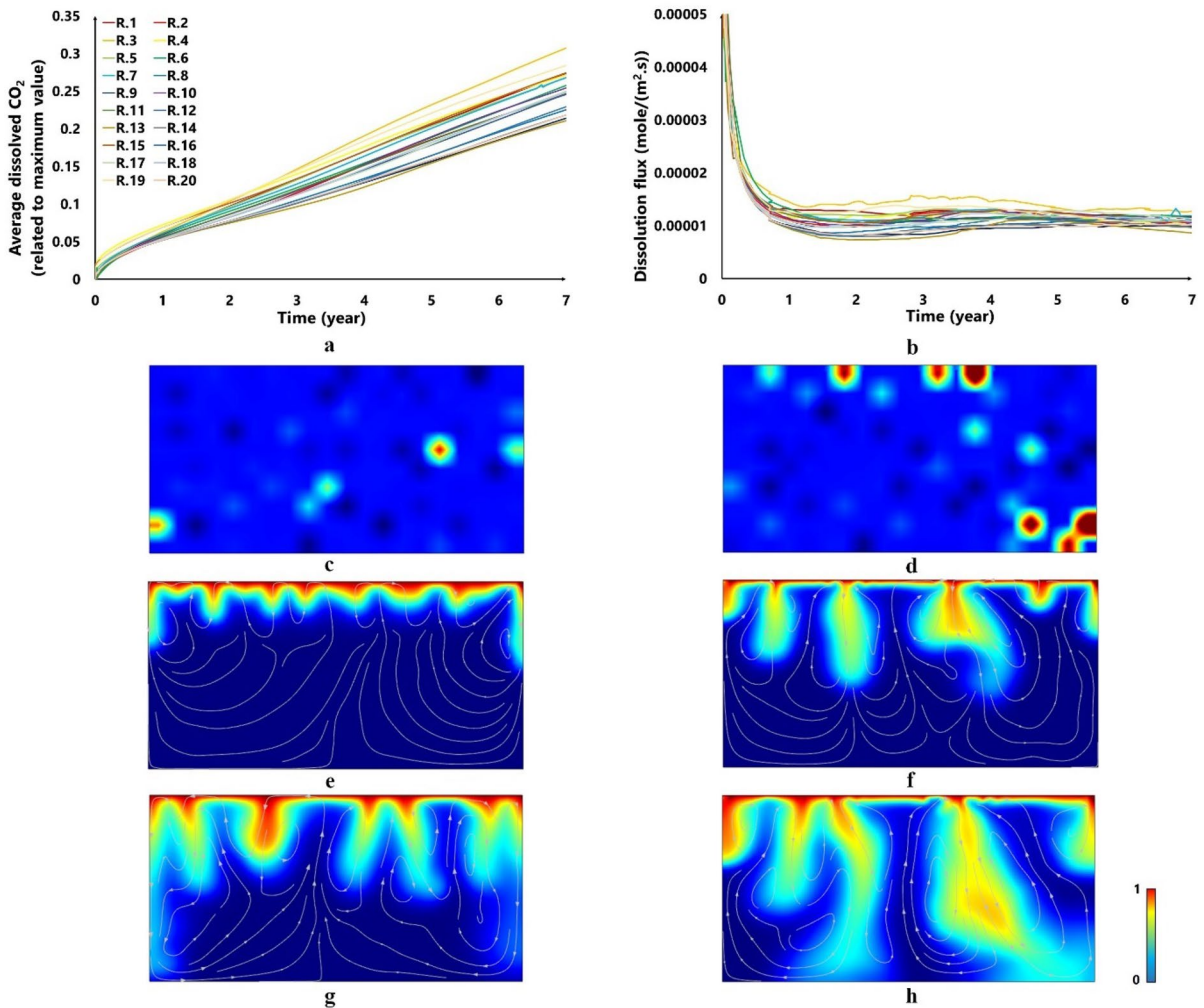 Average dissolved CO₂
(related to maximum value)
0.35
0.3
0.25
0.2
0.15
0.1
0.05
0
R.1 R.2
R.3 R.4
R.5 R.6
R.7 R.8
R.9 R.10
R.11 R.12
R.13 R.14
R.15 R.16
R.17 R.18
R.19 R.20
0 1 2 3 4 5 6 7
Time (year)
a
Dissolution flux (mole/(m².s))
0.00005
0.00004
0.00003
0.00002
0.00001
0
0 1 2 3 4 5 6 7
Time (year)
b
c
d
e
f
g
h
1
0